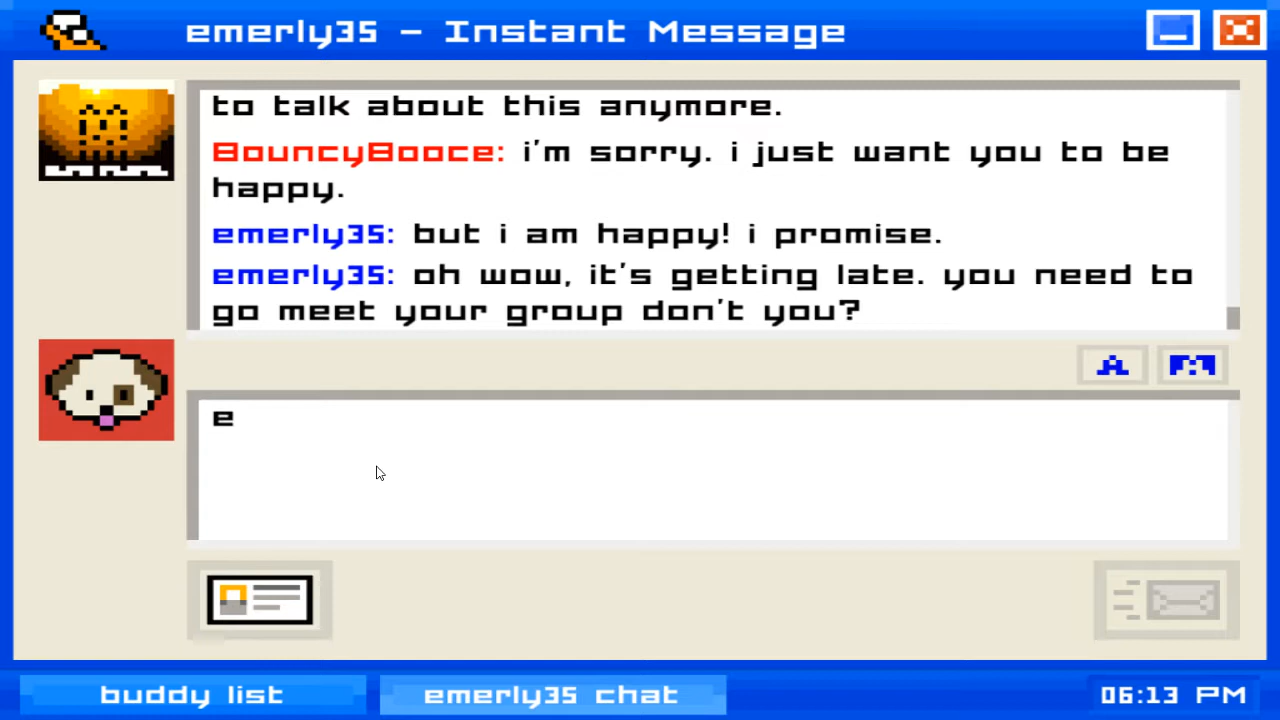 emerly35 - Instant Message
to talk about this anymore.
BouncyBooce: i'm sorry. i just want you to be
happy.
emerly35: but i am happy! i promise.
emerly35: oh wow, it's getting late. you need to
go meet your group don't you?
A M
e
buddy list
emerly35 chat
06:13 PM